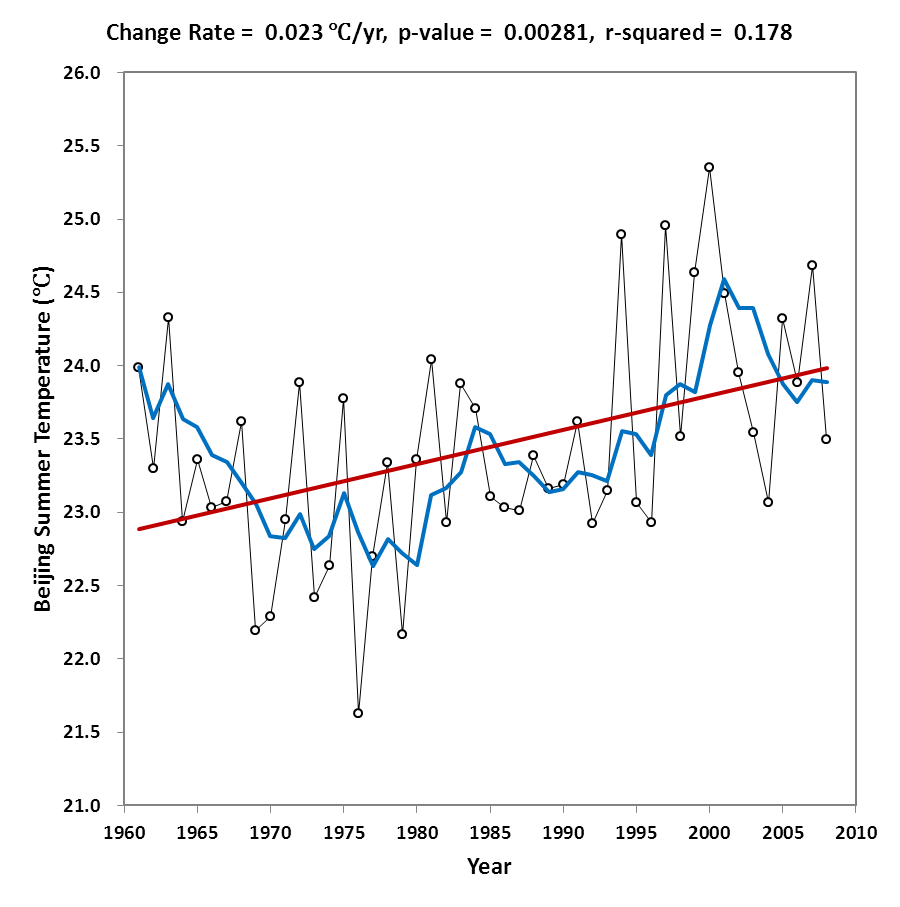 Change Rate = 0.023 ℃/yr, p-value = 0.00281, r-squared = 0.178
Beijing Summer Temperature (℃)
26.0
25.5
25.0
24.5
24.0
23.5
23.0
22.5
22.0
21.5
21.0
1960 1965 1970 1975 1980 1985 1990 1995 2000 2005 2010
Year